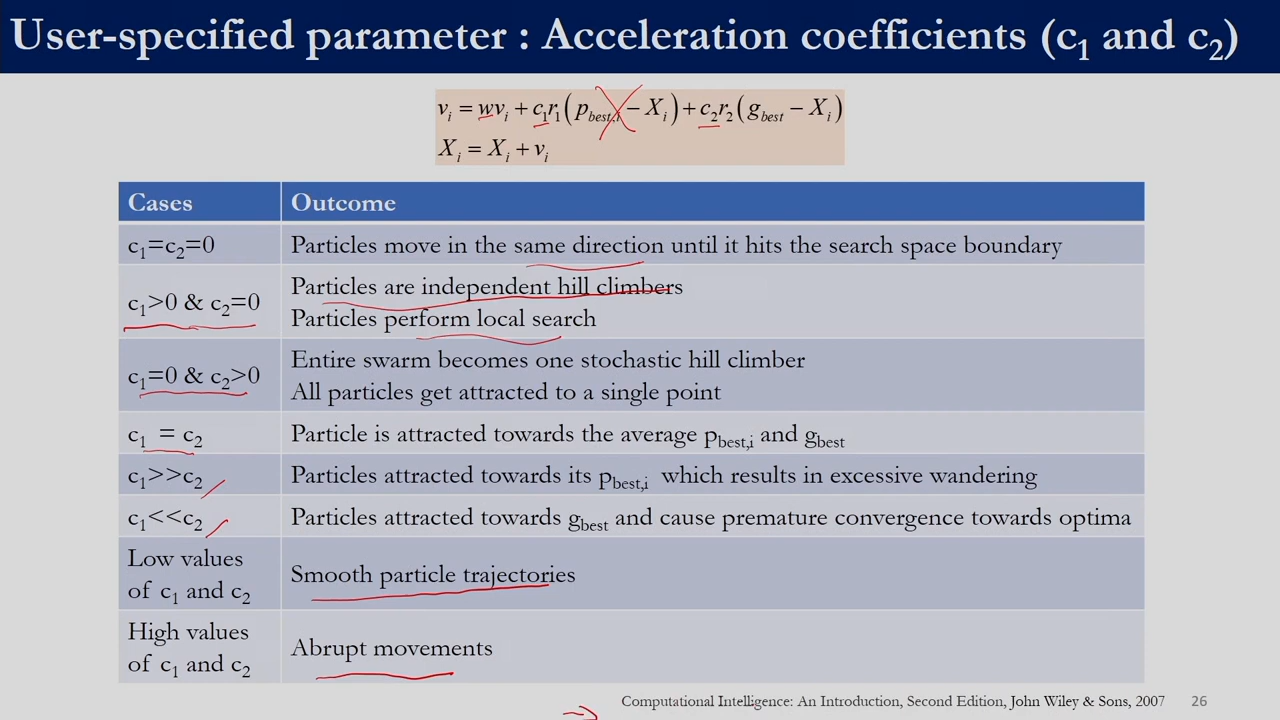 User-specified parameter : Acceleration coefficients (c₁ and c₂)
vᵢ = wvᵢ + c₁r₁(p_best,i − Xᵢ) + c₂r₂(g_best − Xᵢ)
Xᵢ = Xᵢ + vᵢ
Cases Outcome
c₁=c₂=0 Particles move in the same direction until it hits the search space boundary
c₁>0 & c₂=0 Particles are independent hill climbers
Particles perform local search
c₁=0 & c₂>0 Entire swarm becomes one stochastic hill climber
All particles get attracted to a single point
c₁ = c₂ Particle is attracted towards the average p_best,i and g_best
c₁>>c₂ Particles attracted towards its p_best,i which results in excessive wandering
c₁<<c₂ Particles attracted towards g_best and cause premature convergence towards optima
Low values
of c₁ and c₂ Smooth particle trajectories
High values
of c₁ and c₂ Abrupt movements
Computational Intelligence: An Introduction, Second Edition, John Wiley & Sons, 2007 26